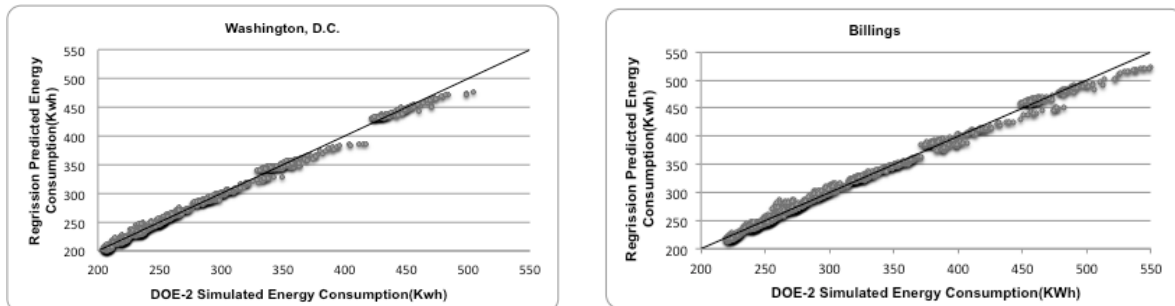 Washington, D.C.
Regrission Predicted Energy
Consumption(Kwh)
550
500
450
400
350
300
250
200
200 250 300 350 400 450 500 550
DOE-2 Simulated Energy Consumption(Kwh)
Billings
Regrission Predicted Energy
Consumption(Kwh)
550
500
450
400
350
300
250
200
200 250 300 350 400 450 500 550
DOE-2 Simulated Energy Consumption(KWh)